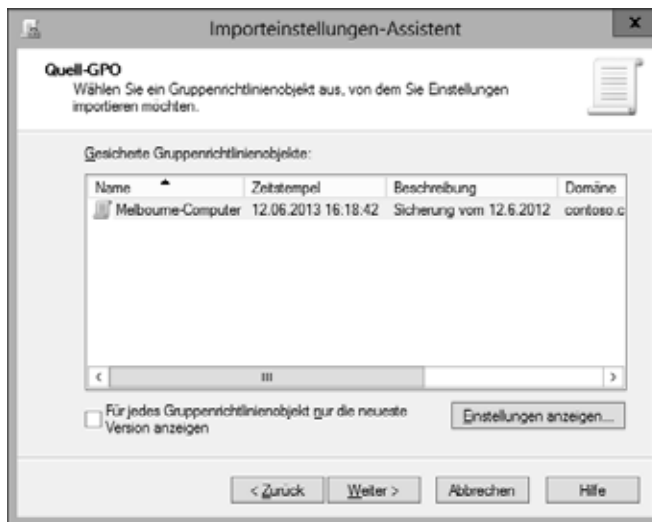 Importeinstellungen-Assistent
x
Quell-GPO
Wählen Sie ein Gruppenrichtlinienobjekt aus, von dem Sie Einstellungen
importieren möchten.
Gesicherte Gruppenrichtlinienobjekte:
Name Zeitstempel Beschreibung Domäne
Melbourne-Computer 12.06.2013 16:18:42 Sicherung vom 12.6.2012 contoso.c
Für jedes Gruppenrichtlinienobjekt nur die neueste
Version anzeigen
Einstellungen anzeigen...
< Zurück Weiter > Abbrechen Hilfe